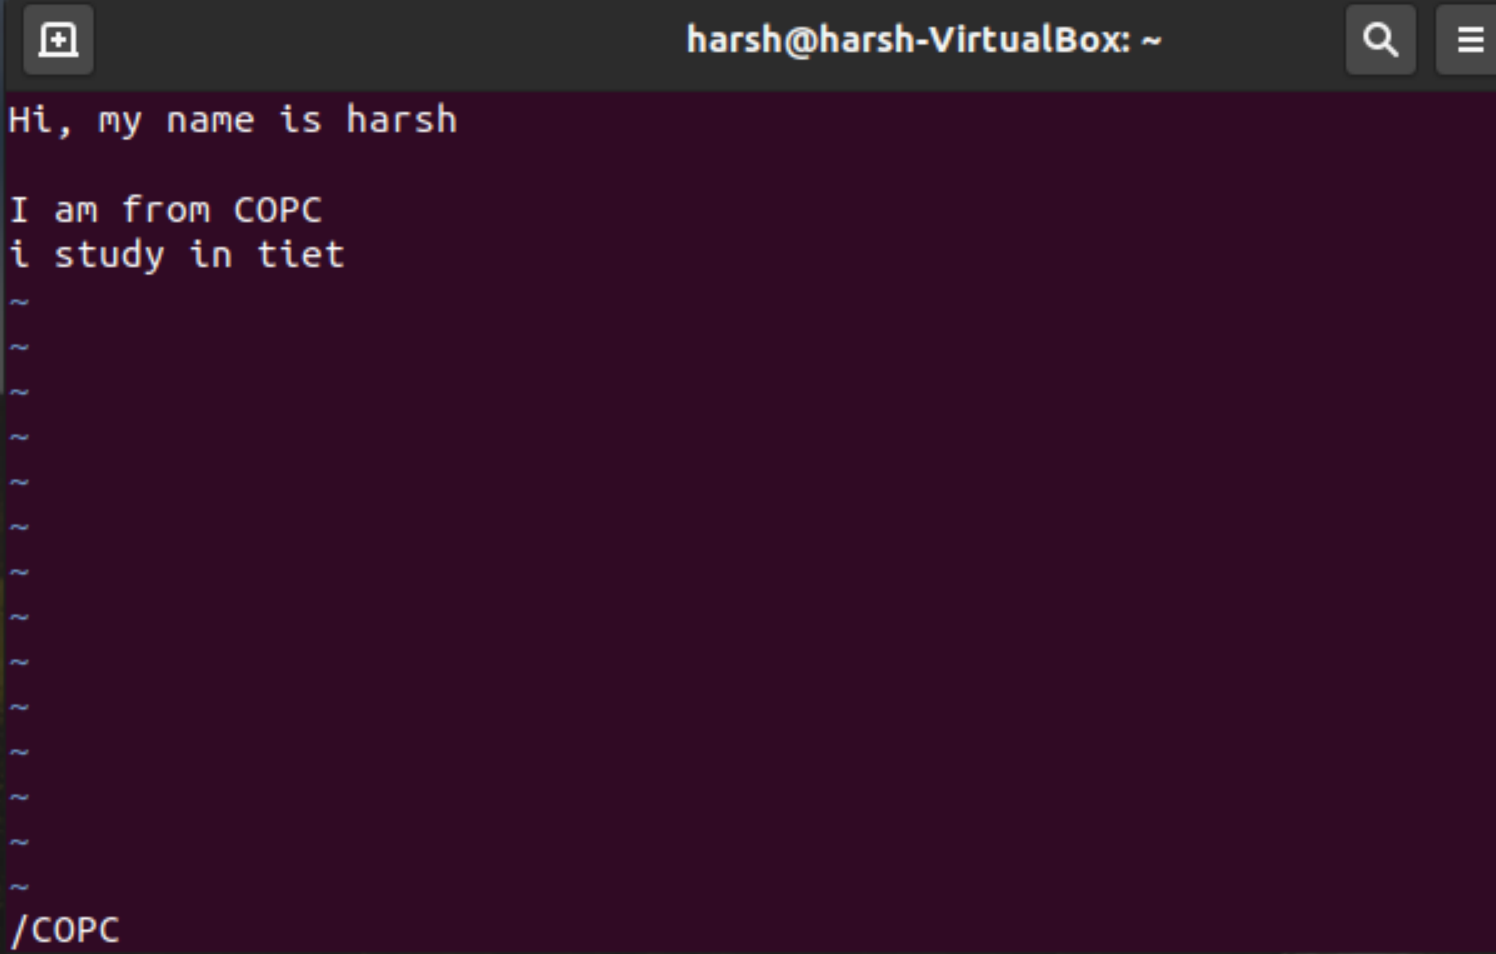 harsh@harsh-VirtualBox: ~
Hi, my name is harsh
I am from COPC
i study in tiet
~
~
~
~
~
~
~
~
~
~
~
~
~
~
/COPC